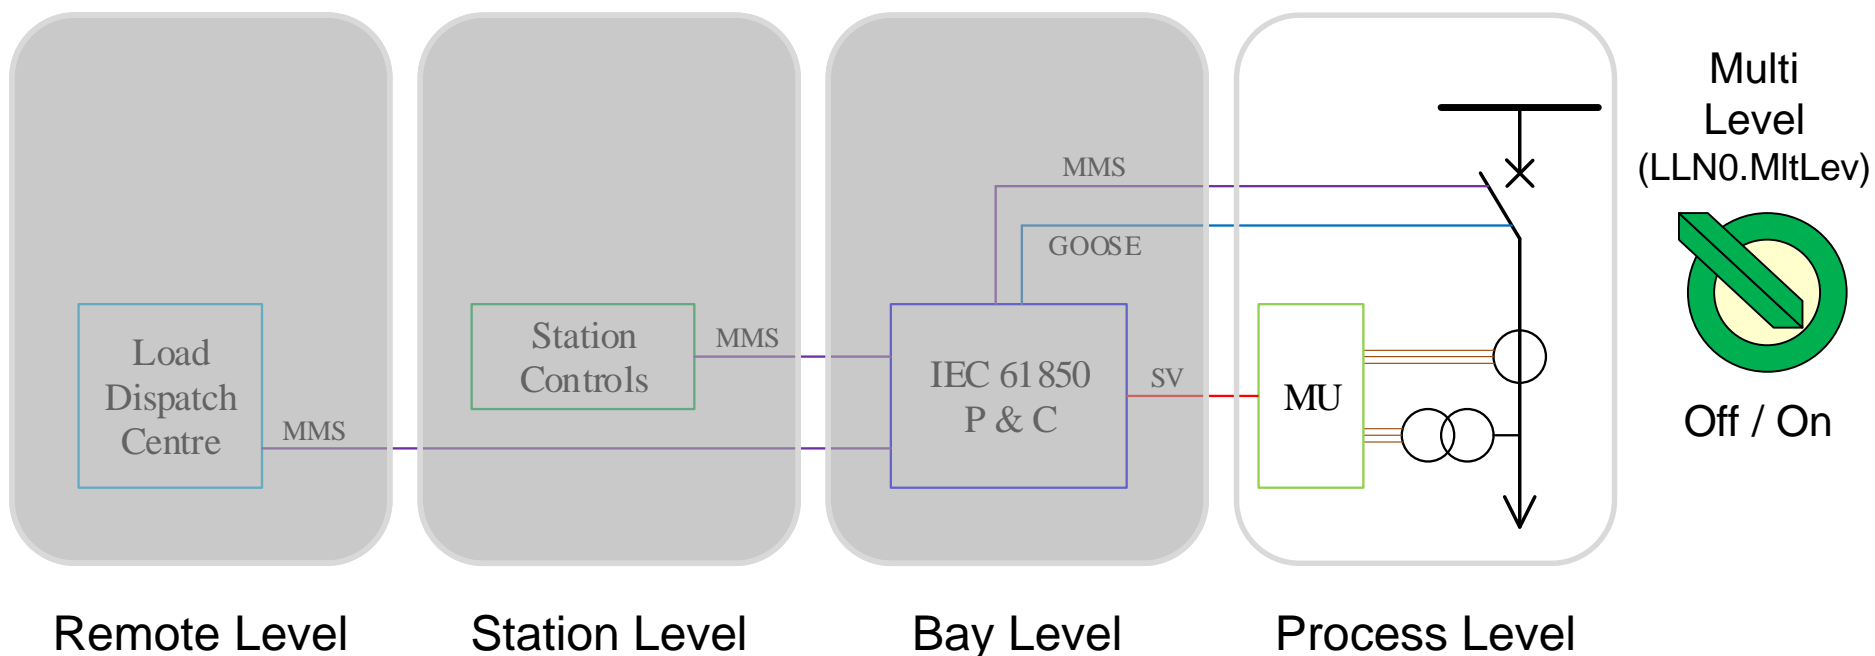 Load
Dispatch
Centre
MMS
Station
Controls
MMS
MMS
GOOSE
IEC 61850
P & C
SV
MU
Multi
Level
(LLN0.MltLev)
Off / On
Remote Level
Station Level
Bay Level
Process Level